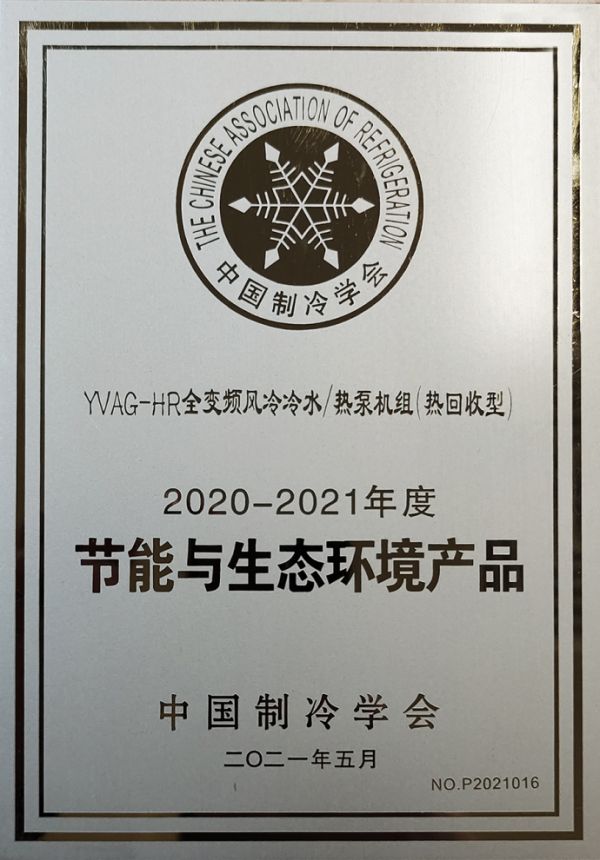 THE CHINESE ASSOCIATION OF REFRIGERATION
中国制冷学会
YVAG-HR全变频风冷冷水/热泵机组(热回收型)
2020-2021年度
节能与生态环境产品
中国制冷学会
二〇二一年五月
NO.P2021016